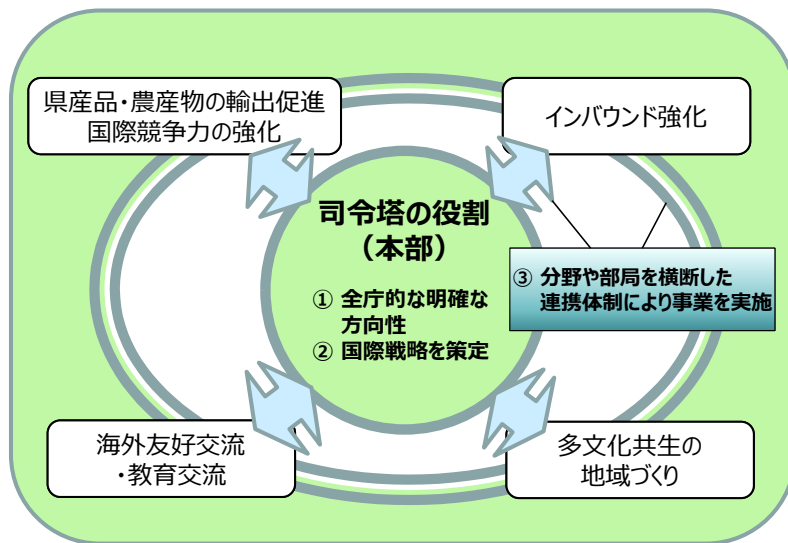 県産品・農産物の輸出促進
国際競争力の強化
インバウンド強化
司令塔の役割
（本部）
① 全庁的な明確な
方向性
② 国際戦略を策定
③ 分野や部局を横断した
連携体制により事業を実施
海外友好交流
・教育交流
多文化共生の
地域づくり